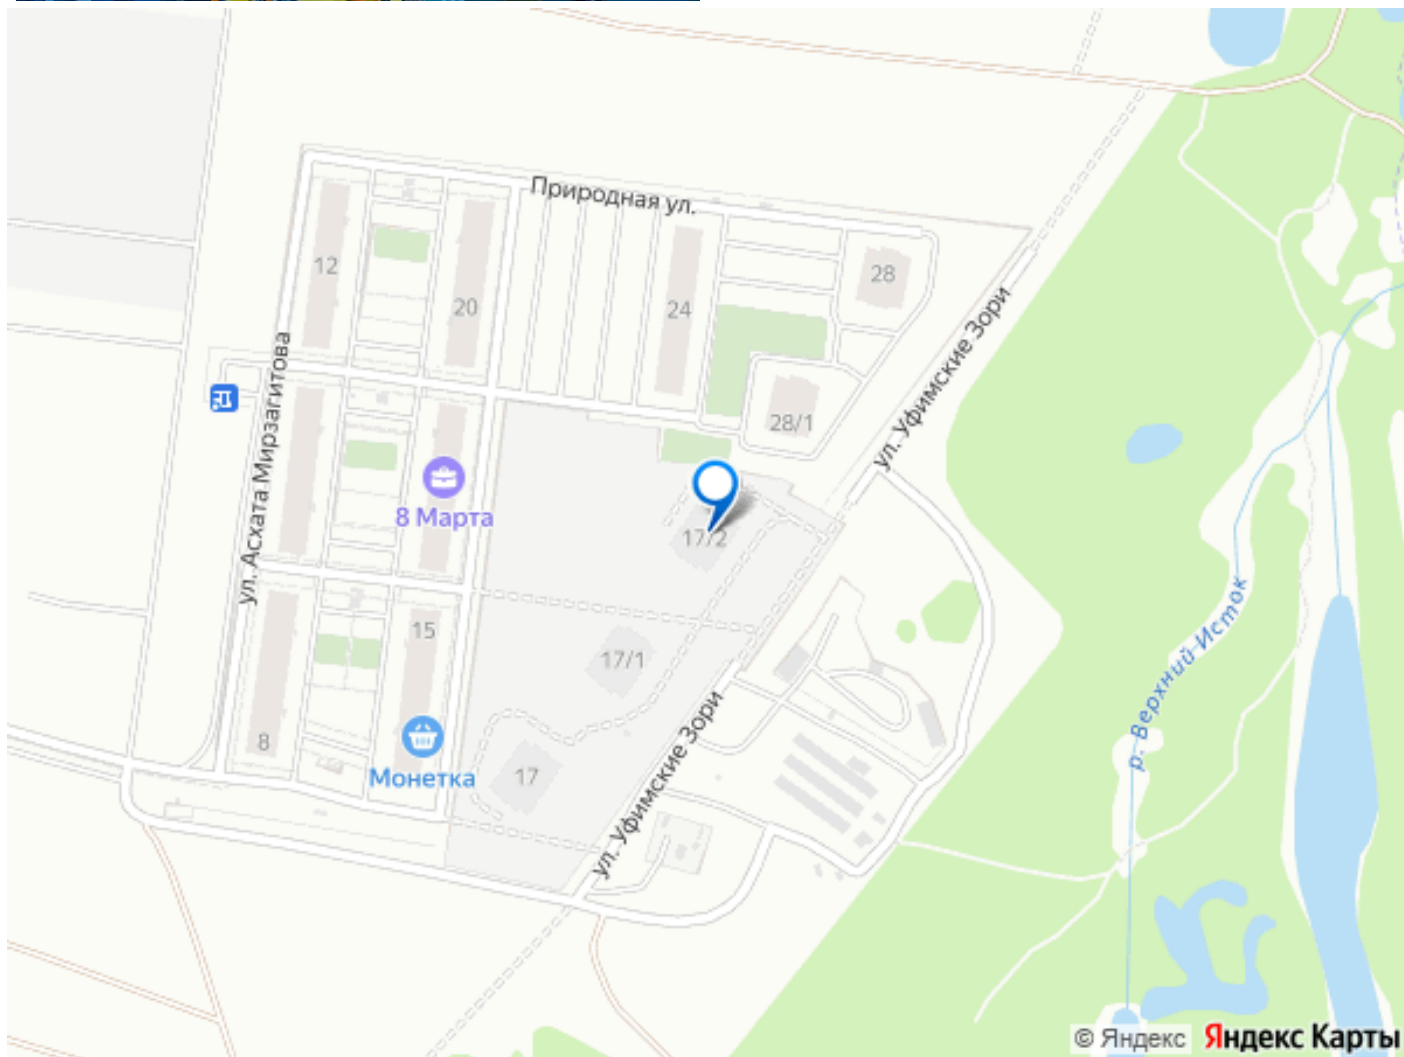 Природная ул.
12
20
24
28
28/1
ул. Асхата Мирзагитова
ул. Уфимские Зори
8 Марта
17/2
15
17/1
р. Верхний Исток
8
Монетка
17
ул. Уфимские Зори
© Яндекс Яндекс Карты